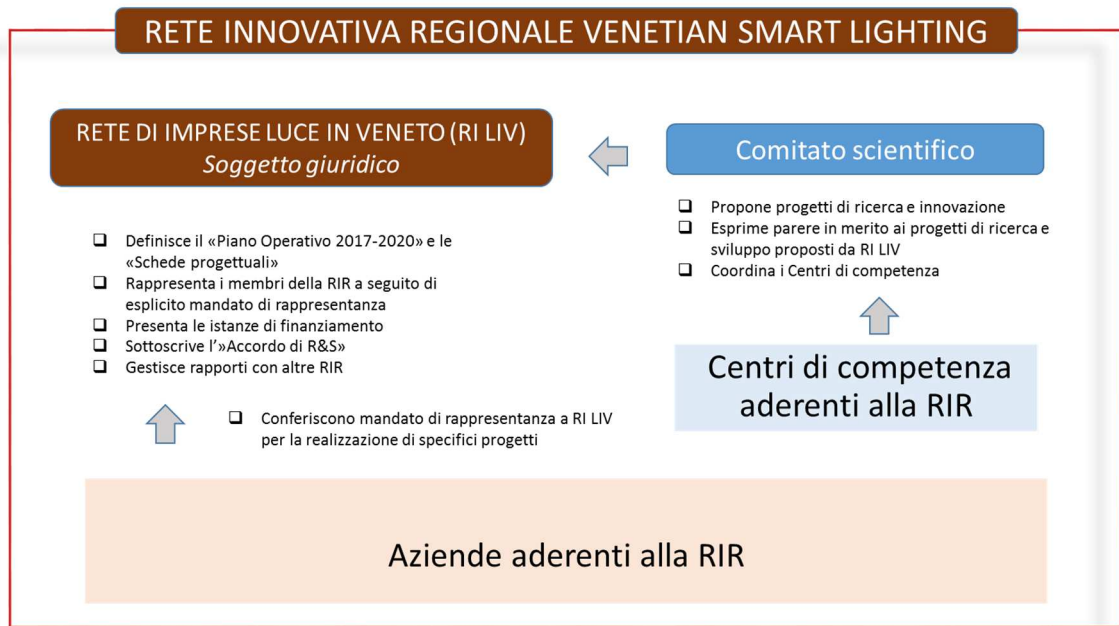 RETE INNOVATIVA REGIONALE VENETIAN SMART LIGHTING
RETE DI IMPRESE LUCE IN VENETO (RI LIV)
Soggetto giuridico
Definisce il «Piano Operativo 2017-2020» e le
«Schede progettuali»
Rappresenta i membri della RIR a seguito di
esplicito mandato di rappresentanza
Presenta le istanze di finanziamento
Sottoscrive l'»Accordo di R&S»
Gestisce rapporti con altre RIR
Conferiscono mandato di rappresentanza a RI LIV
per la realizzazione di specifici progetti
Comitato scientifico
Propone progetti di ricerca e innovazione
Esprime parere in merito ai progetti di ricerca e
sviluppo proposti da RI LIV
Coordina i Centri di competenza
Centri di competenza
aderenti alla RIR
Aziende aderenti alla RIR